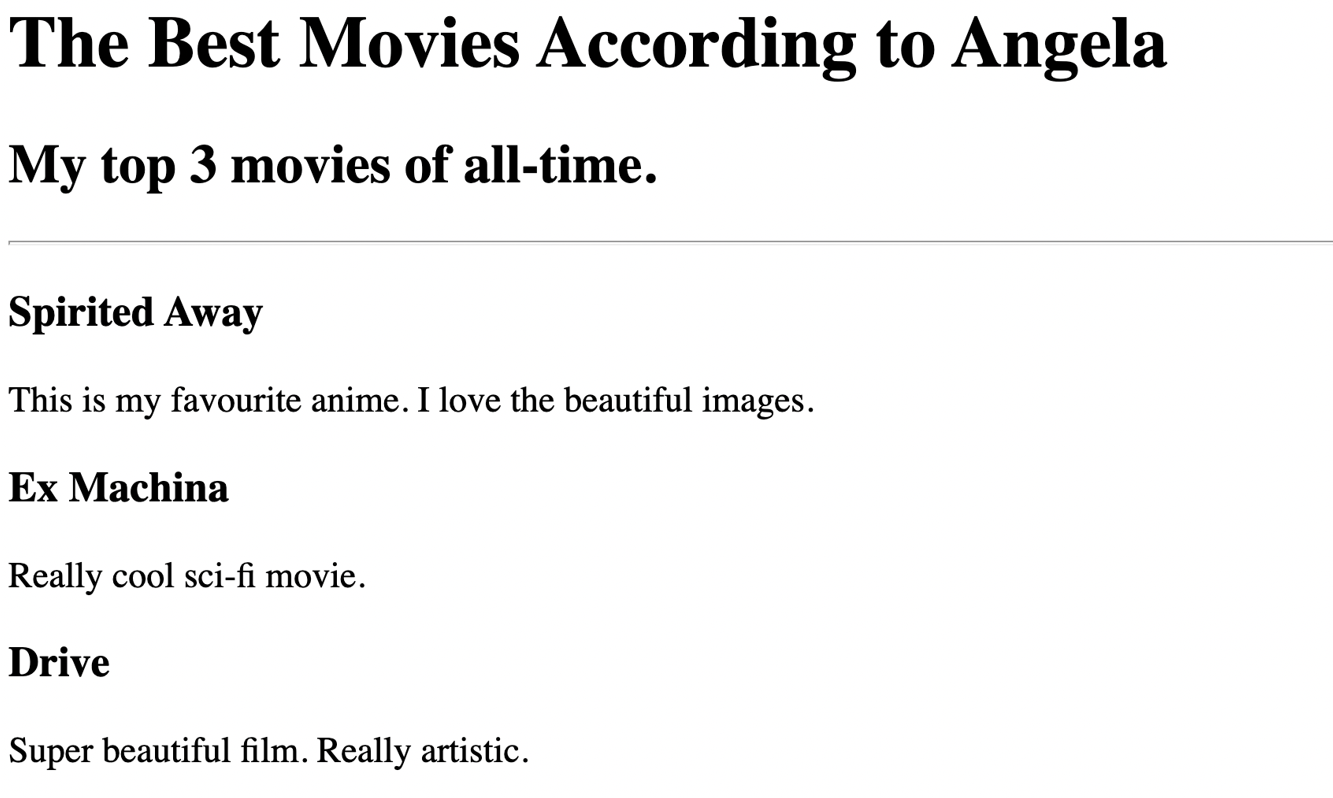 The Best Movies According to Angela
My top 3 movies of all-time.
Spirited Away
This is my favourite anime. I love the beautiful images.
Ex Machina
Really cool sci-fi movie.
Drive
Super beautiful film. Really artistic.